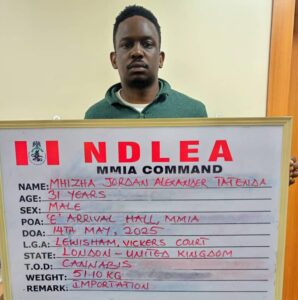 NDLEA
MMIA COMMAND
NAME: MHIZHA JORDAN ALEXANDER TATENDA
AGE: 31 YEARS
SEX: MALE
POA: 'E' ARRIVAL HALL, MMIA
DOA: 14TH MAY, 2025
L.G.A: LEWISHAM, VICKERS COURT
STATE: LONDON - UNITED KINGDOM
T.O.D: CANNABIS
WEIGHT: 51.10 KG
REMARK: IMPORTATION